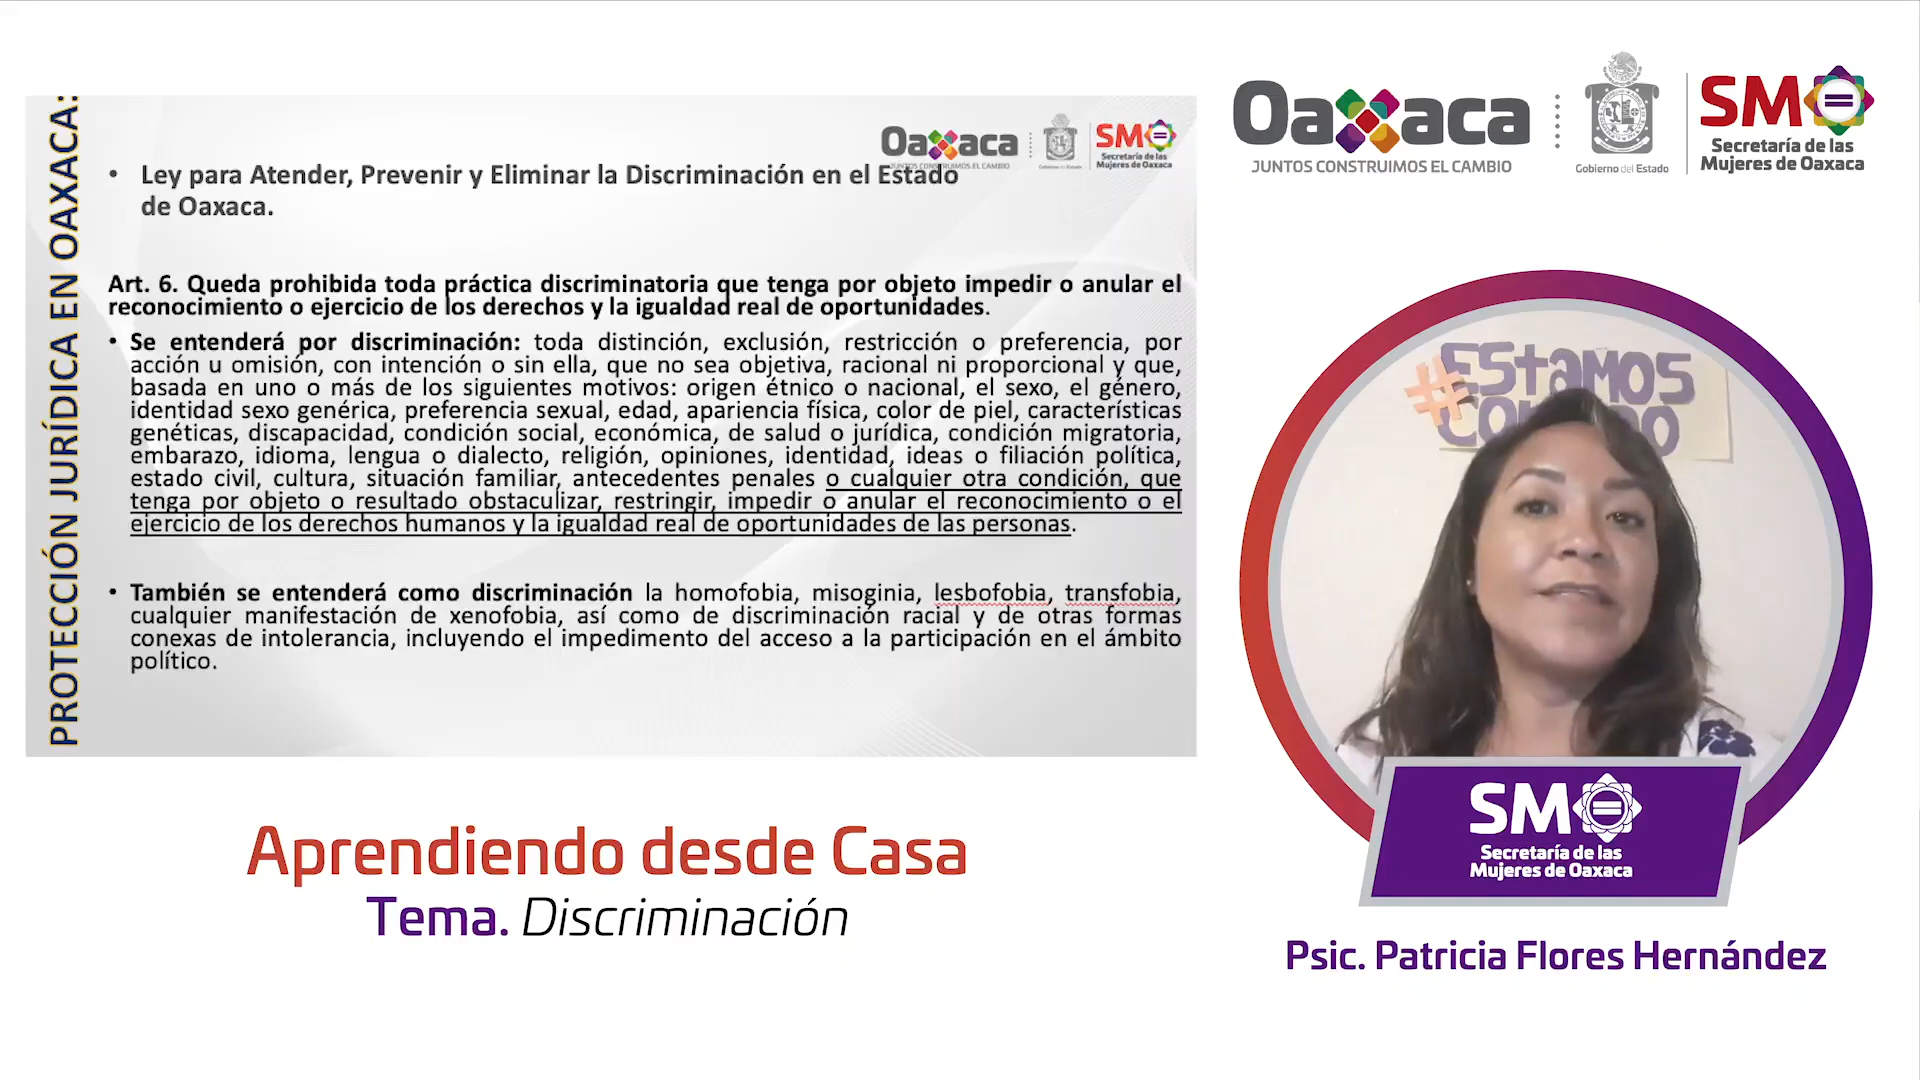 PROTECCIÓN JURÍDICA EN OAXACA:
Oaxaca
JUNTOS CONSTRUIMOS EL CAMBIO
Gobierno del Estado
SM
Secretaría de las
Mujeres de Oaxaca
• Ley para Atender, Prevenir y Eliminar la Discriminación en el Estado
de Oaxaca.
Art. 6. Queda prohibida toda práctica discriminatoria que tenga por objeto impedir o anular el
reconocimiento o ejercicio de los derechos y la igualdad real de oportunidades.
• Se entenderá por discriminación: toda distinción, exclusión, restricción o preferencia, por
acción u omisión, con intención o sin ella, que no sea objetiva, racional ni proporcional y que,
basada en uno o más de los siguientes motivos: origen étnico o nacional, el sexo, el género,
identidad sexo genérica, preferencia sexual, edad, apariencia física, color de piel, características
genéticas, discapacidad, condición social, económica, de salud o jurídica, condición migratoria,
embarazo, idioma, lengua o dialecto, religión, opiniones, identidad, ideas o filiación política,
estado civil, cultura, situación familiar, antecedentes penales o cualquier otra condición, que
tenga por objeto o resultado obstaculizar, restringir, impedir o anular el reconocimiento o el
ejercicio de los derechos humanos y la igualdad real de oportunidades de las personas.
• También se entenderá como discriminación la homofobia, misoginia, lesbofobia, transfobia,
cualquier manifestación de xenofobia, así como de discriminación racial y de otras formas
conexas de intolerancia, incluyendo el impedimento del acceso a la participación en el ámbito
político.
Aprendiendo desde Casa
Tema. Discriminación
Oaxaca
JUNTOS CONSTRUIMOS EL CAMBIO
Gobierno del Estado
SM
Secretaría de las
Mujeres de Oaxaca
#EStaMOS
SM
Secretaría de las
Mujeres de Oaxaca
Psic. Patricia Flores Hernández